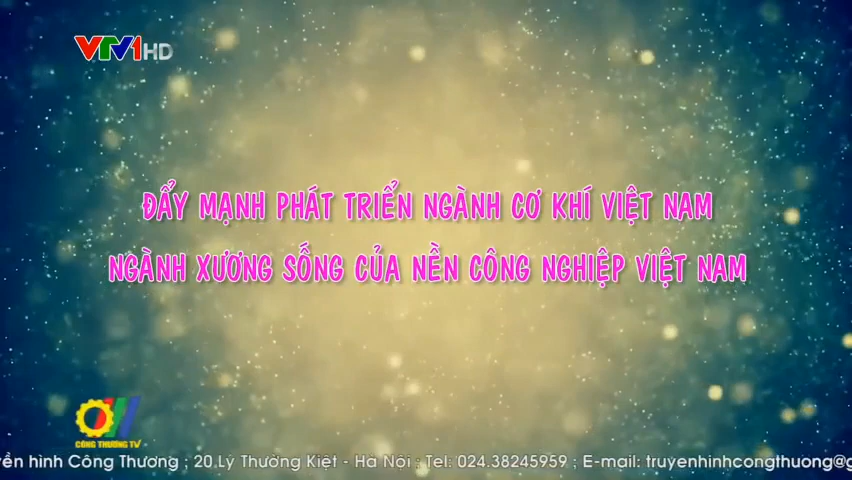 VTV1 HD
ĐẨY MẠNH PHÁT TRIỂN NGÀNH CƠ KHÍ VIỆT NAM
NGÀNH XƯƠNG SỐNG CỦA NỀN CÔNG NGHIỆP VIỆT NAM
CÔNG THƯƠNG TV
yền hình Công Thương ; 20.Lý Thường Kiệt - Hà Nội ; Tel: 024.38245959 ; E-mail: truyenhinhcongthuong@g